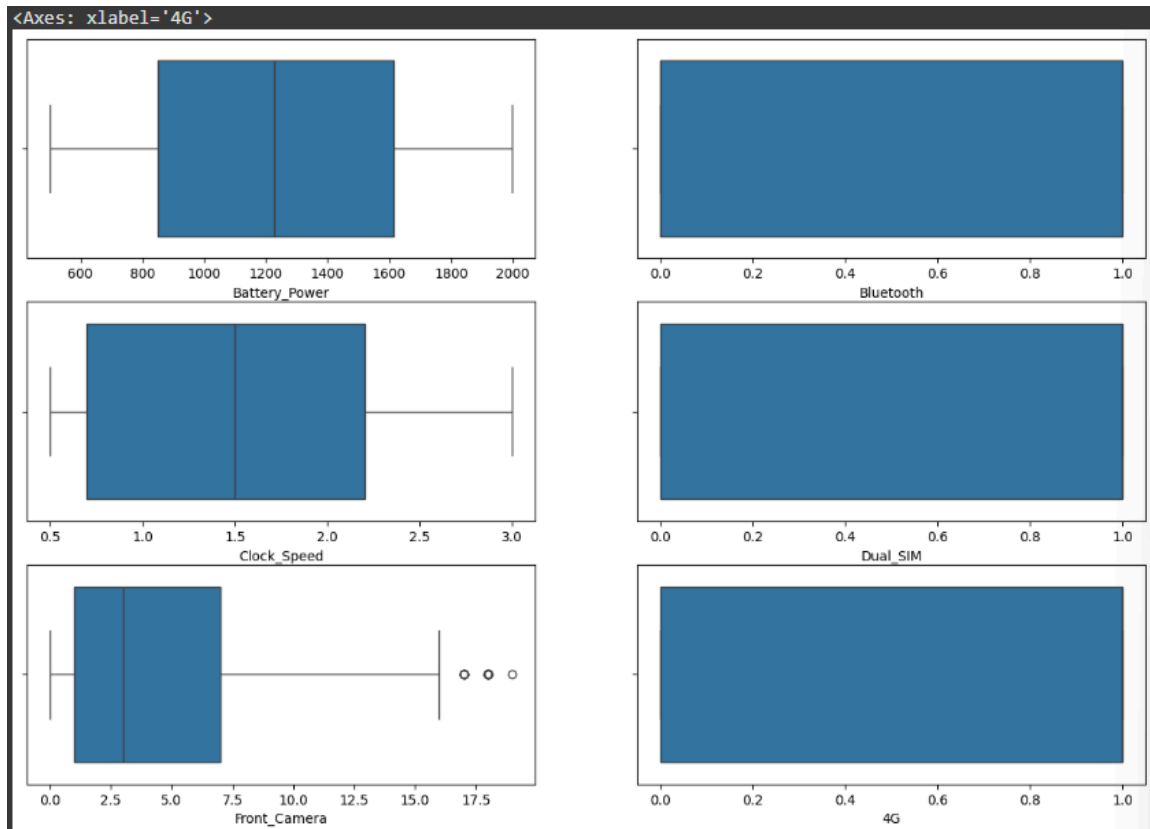 <Axes: xlabel='4G'>
600 800 1000 1200 1400 1600 1800 2000
Battery_Power
0.0 0.2 0.4 0.6 0.8 1.0
Bluetooth
0.5 1.0 1.5 2.0 2.5 3.0
Clock_Speed
0.0 0.2 0.4 0.6 0.8 1.0
Dual_SIM
0.0 2.5 5.0 7.5 10.0 12.5 15.0 17.5
Front_Camera
0.0 0.2 0.4 0.6 0.8 1.0
4G